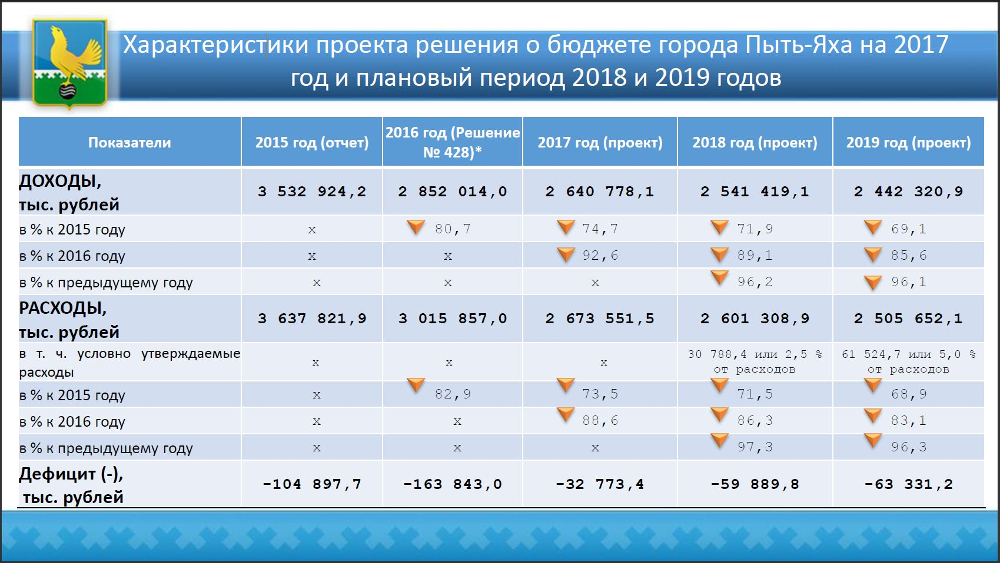 Характеристики проекта решения о бюджете города Пыть-Яха на 2017
год и плановый период 2018 и 2019 годов
Показатели 2015 год (отчет) 2016 год (Решение № 428)* 2017 год (проект) 2018 год (проект) 2019 год (проект)
ДОХОДЫ,
тыс. рублей 3 532 924,2 2 852 014,0 2 640 778,1 2 541 419,1 2 442 320,9
в % к 2015 году х 80,7 74,7 71,9 69,1
в % к 2016 году х х 92,6 89,1 85,6
в % к предыдущему году х х х 96,2 96,1
РАСХОДЫ,
тыс. рублей 3 637 821,9 3 015 857,0 2 673 551,5 2 601 308,9 2 505 652,1
в т. ч. условно утверждаемые
расходы х х х 30 788,4 или 2,5 % от расходов 61 524,7 или 5,0 % от расходов
в % к 2015 году х 82,9 73,5 71,5 68,9
в % к 2016 году х х 88,6 86,3 83,1
в % к предыдущему году х х х 97,3 96,3
Дефицит (-),
тыс. рублей -104 897,7 -163 843,0 -32 773,4 -59 889,8 -63 331,2